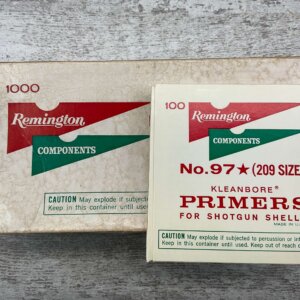 1000
Remington
COMPONENTS
CAUTION May explode if subjected
Keep in this container until used.
100
Remington
COMPONENTS
No. 97★ (209 SIZE
KLEANBORE®
PRIMERS
FOR SHOTGUN SHELL
MADE IN U
CAUTION May explode if subjected to percussion or
Keep in this container until used. Keep out of reach